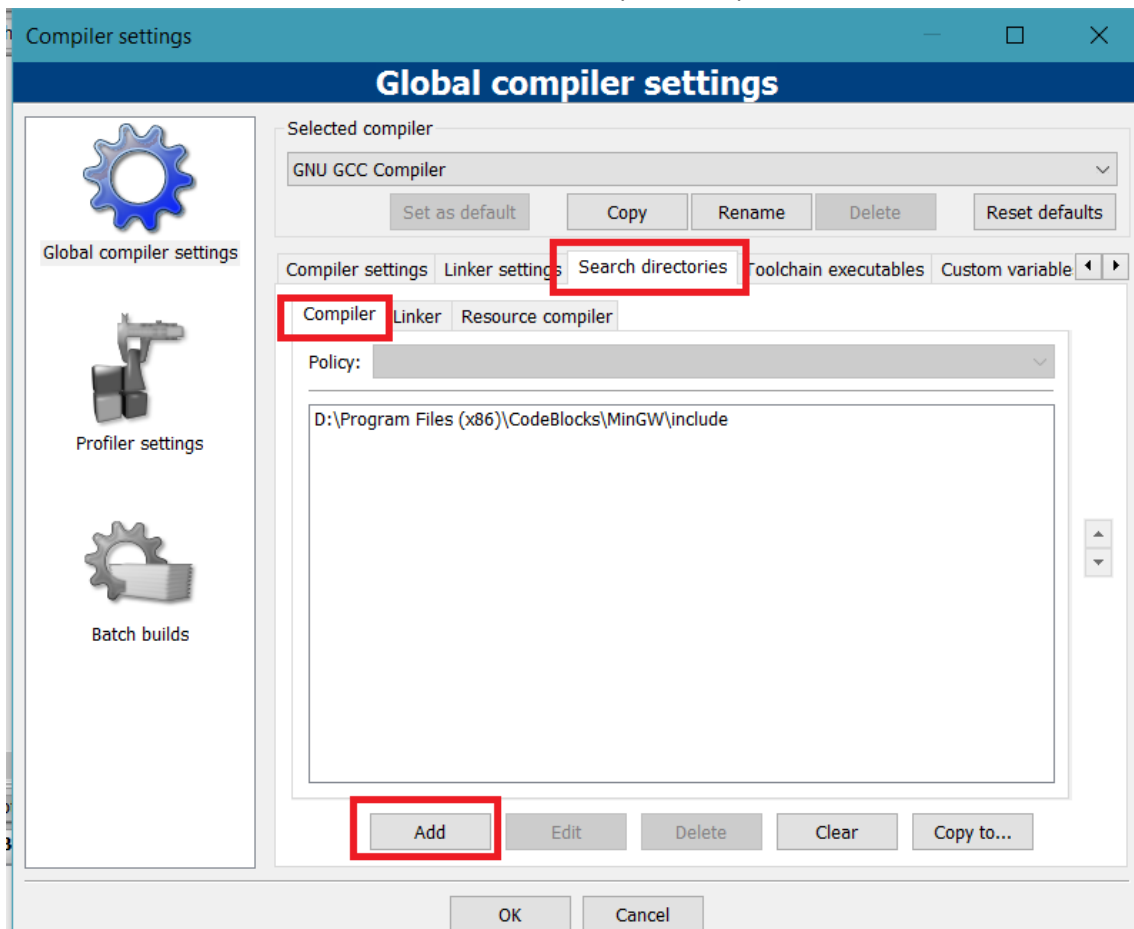 Compiler settings
Global compiler settings
Selected compiler
GNU GCC Compiler
Set as default Copy Rename Delete Reset defaults
Global compiler settings
Compiler settings Linker settings Search directories Toolchain executables Custom variable
Compiler Linker Resource compiler
Policy:
D:\Program Files (x86)\CodeBlocks\MinGW\include
Profiler settings
Batch builds
Add Edit Delete Clear Copy to...
OK Cancel